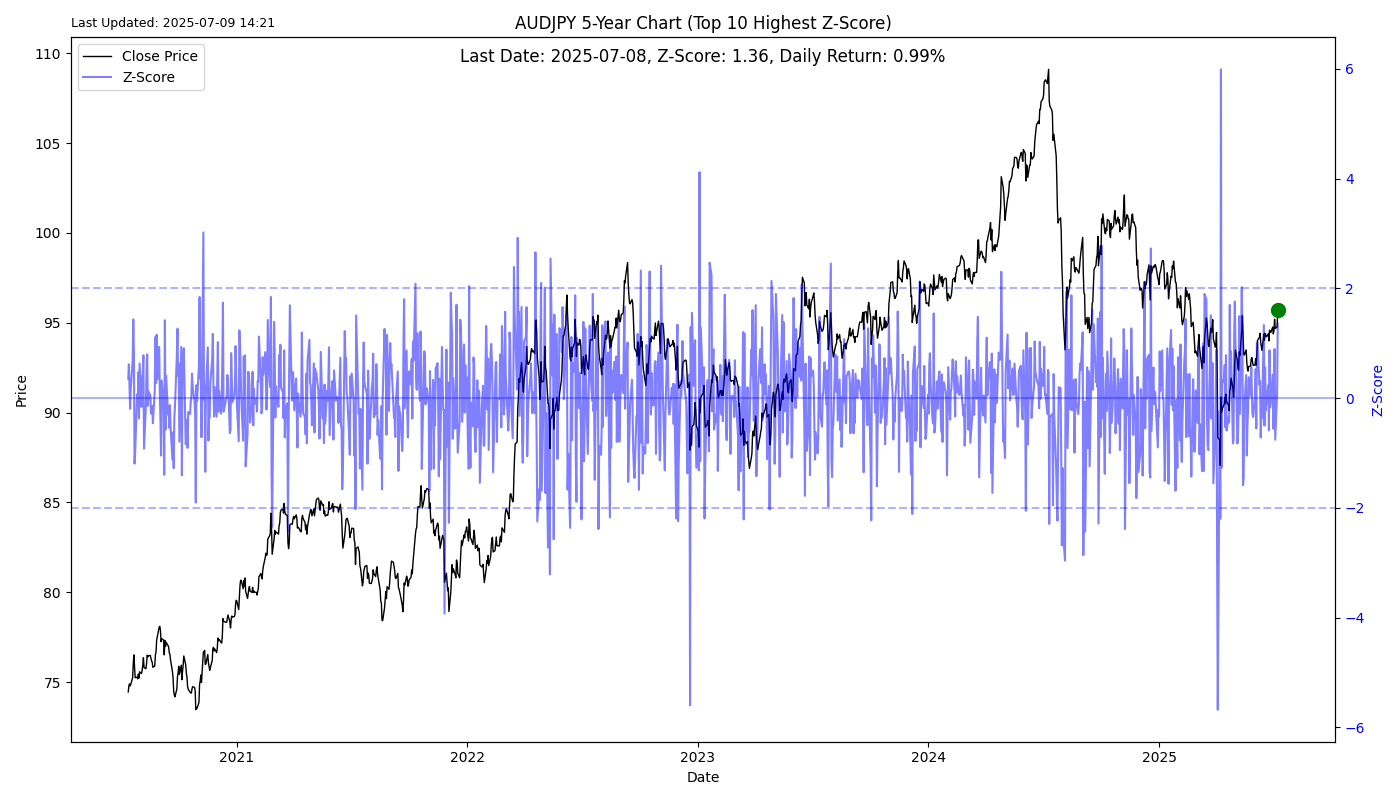 Last Updated: 2025-07-09 14:21
AUDJPY 5-Year Chart (Top 10 Highest Z-Score)
Last Date: 2025-07-08, Z-Score: 1.36, Daily Return: 0.99%
Close Price
Z-Score
110
105
100
95
90
85
80
75
Price
6
4
2
0
−2
−4
−6
Z-Score
2021
2022
2023
2024
2025
Date